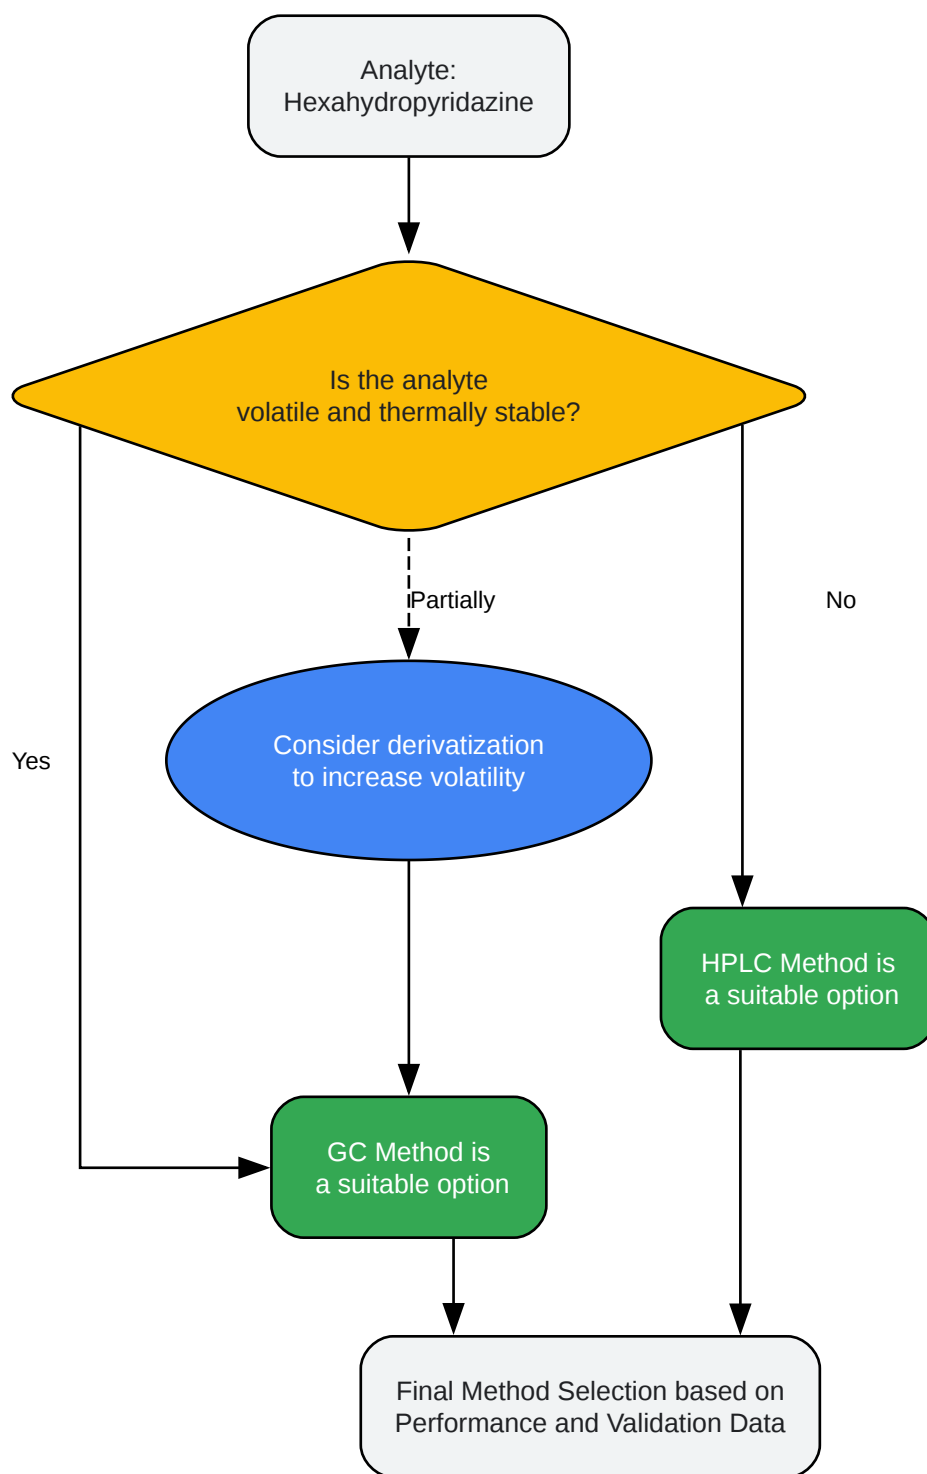 Analyte:
Hexahydropyridazine
Is the analyte
volatile and thermally stable?
Partially
No
Yes
Consider derivatization
to increase volatility
HPLC Method is
a suitable option
GC Method is
a suitable option
Final Method Selection based on
Performance and Validation Data